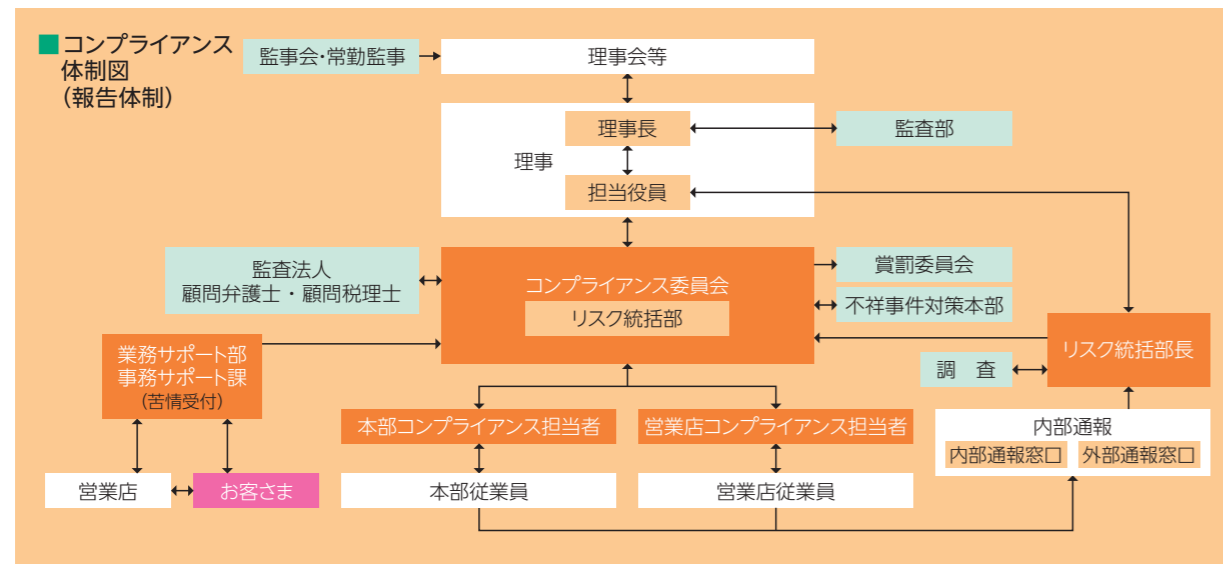 ■コンプライアンス
体制図
（報告体制）
監事会・常勤監事
理事会等
理事長
監査部
理事
担当役員
監査法人
顧問弁護士・顧問税理士
コンプライアンス委員会
リスク統括部
賞罰委員会
不祥事件対策本部
業務サポート部
事務サポート課
（苦情受付）
リスク統括部長
調　査
本部コンプライアンス担当者
営業店コンプライアンス担当者
内部通報
内部通報窓口
外部通報窓口
営業店
お客さま
本部従業員
営業店従業員